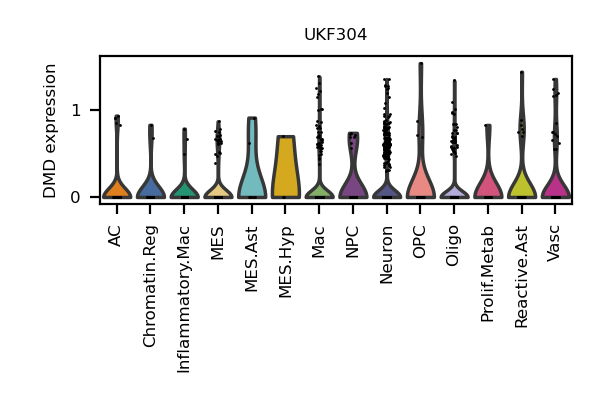 UKF304
DMD expression
1
0
AC
Chromatin.Reg
Inflammatory.Mac
MES
MES.Ast
MES.Hyp
Mac
NPC
Neuron
OPC
Oligo
Prolif.Metab
Reactive.Ast
Vasc